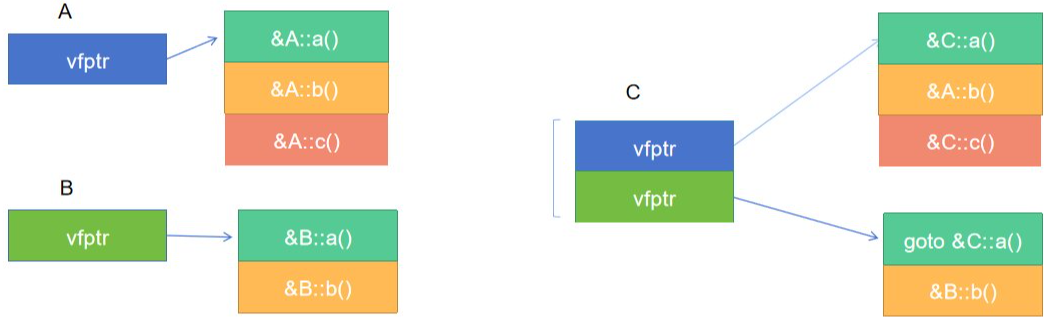 A
vfptr
&A::a()
&A::b()
&A::c()
B
vfptr
&B::a()
&B::b()
C
vfptr
vfptr
&C::a()
&A::b()
&C::c()
goto &C::a()
&B::b()